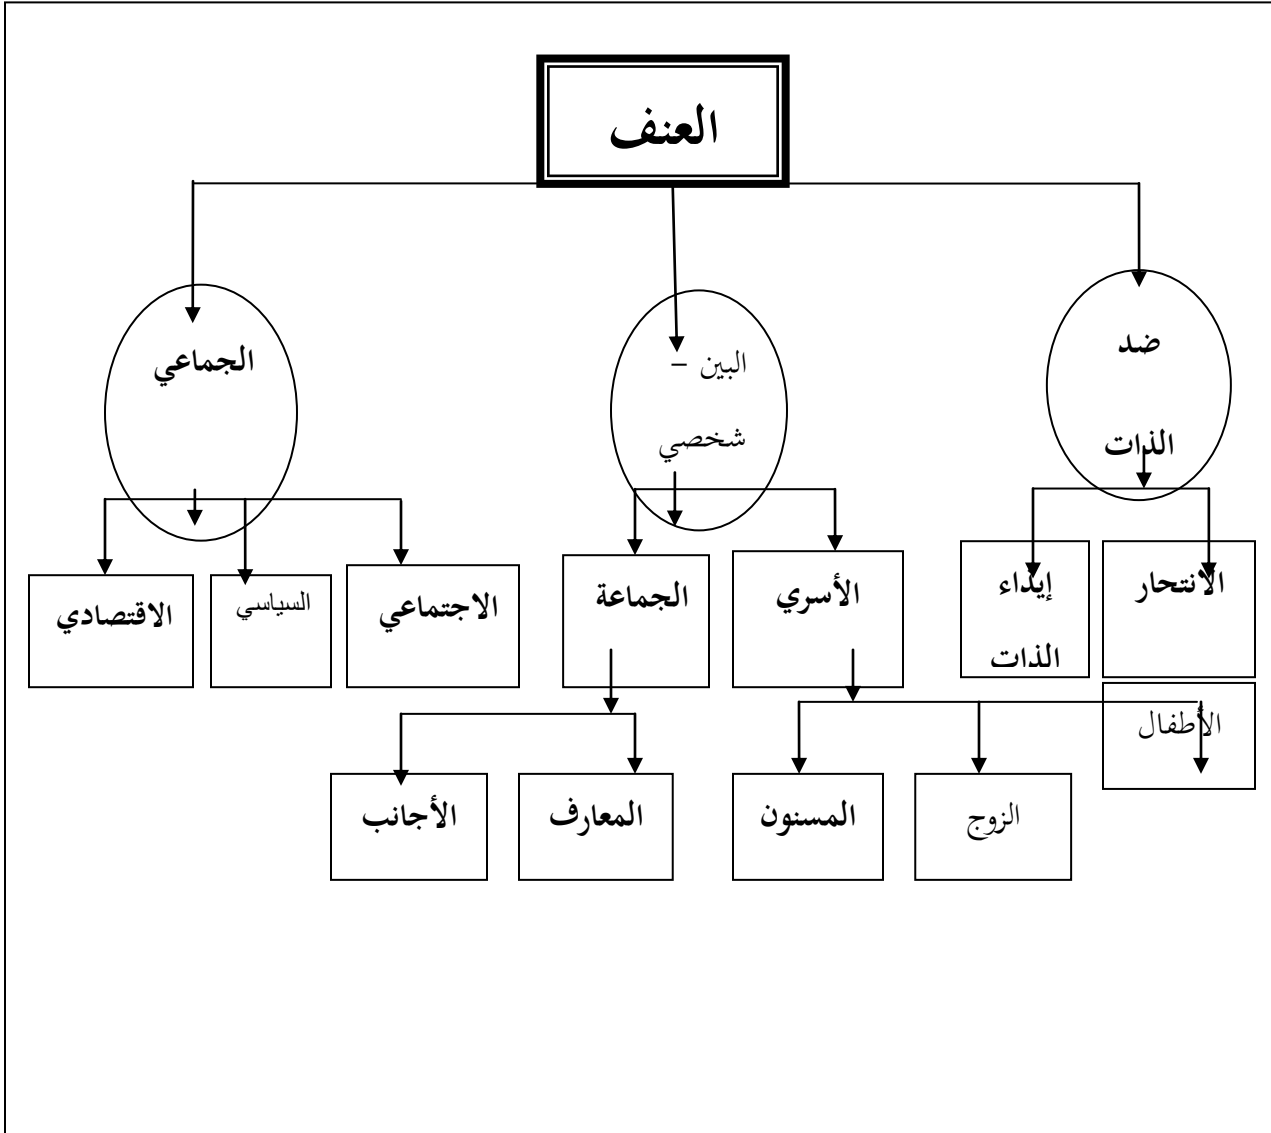 العنف
ضد
الذات
البين –
شخصي
الجماعي
الانتحار
إيذاء
الذات
الأسري
الجماعة
الاجتماعي
السياسي
الاقتصادي
الأطفال
الزوج
المسنون
المعارف
الأجانب